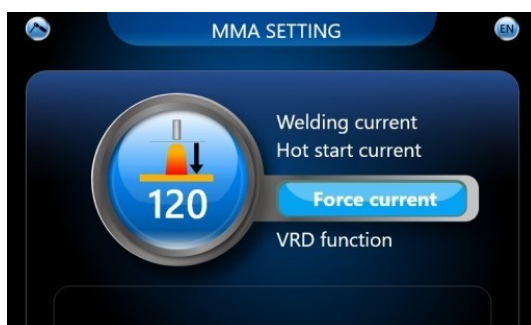 MMA SETTING
EN
Welding current
Hot start current
Force current
120
VRD function